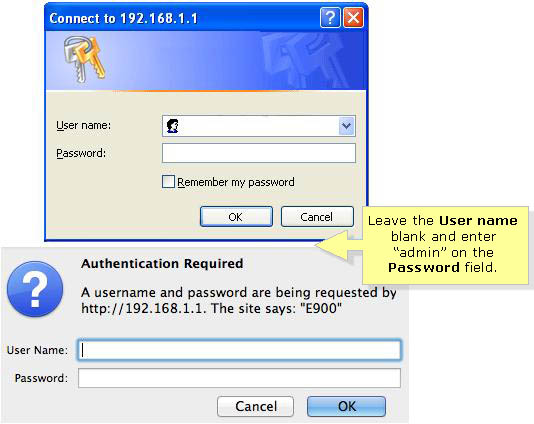 Connect to 192.168.1.1
User name:
Password:
Remember my password
OK
Cancel
Leave the User name
blank and enter
“admin” on the
Password field.
Authentication Required
A username and password are being requested by
http://192.168.1.1. The site says: "E900"
User Name:
Password:
Cancel
OK